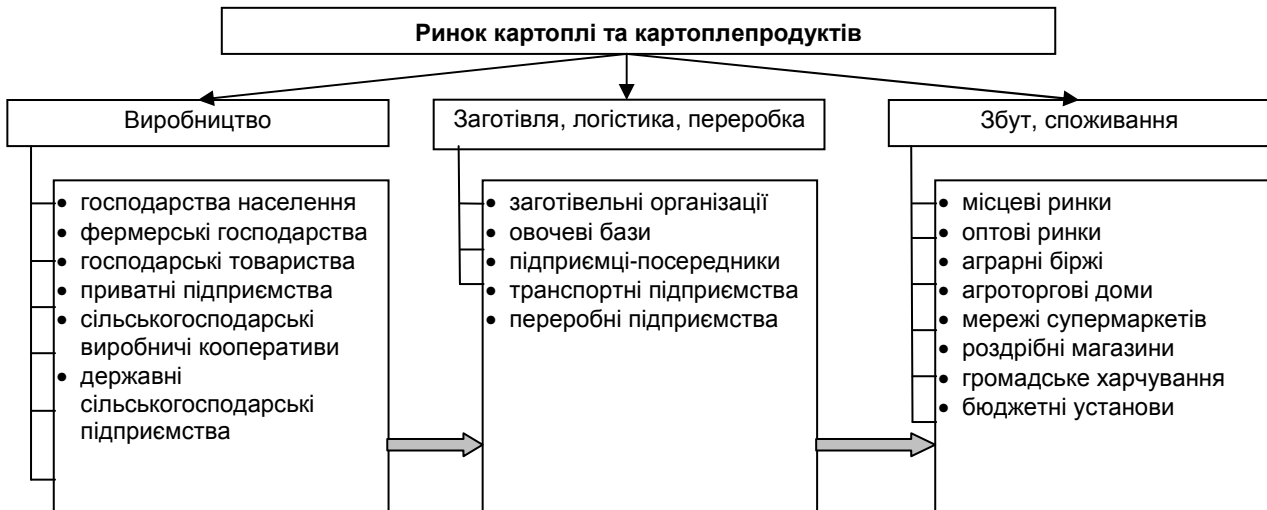 Ринок картоплі та картоплепродуктів
Виробництво
Заготівля, логістика, переробка
Збут, споживання
• господарства населення
• фермерські господарства
• господарські товариства
• приватні підприємства
• сільськогосподарські
виробничі кооперативи
• державні
сільськогосподарські
підприємства
• заготівельні організації
• овочеві бази
• підприємці-посередники
• транспортні підприємства
• переробні підприємства
• місцеві ринки
• оптові ринки
• аграрні біржі
• агроторгові доми
• мережі супермаркетів
• роздрібні магазини
• громадське харчування
• бюджетні установи